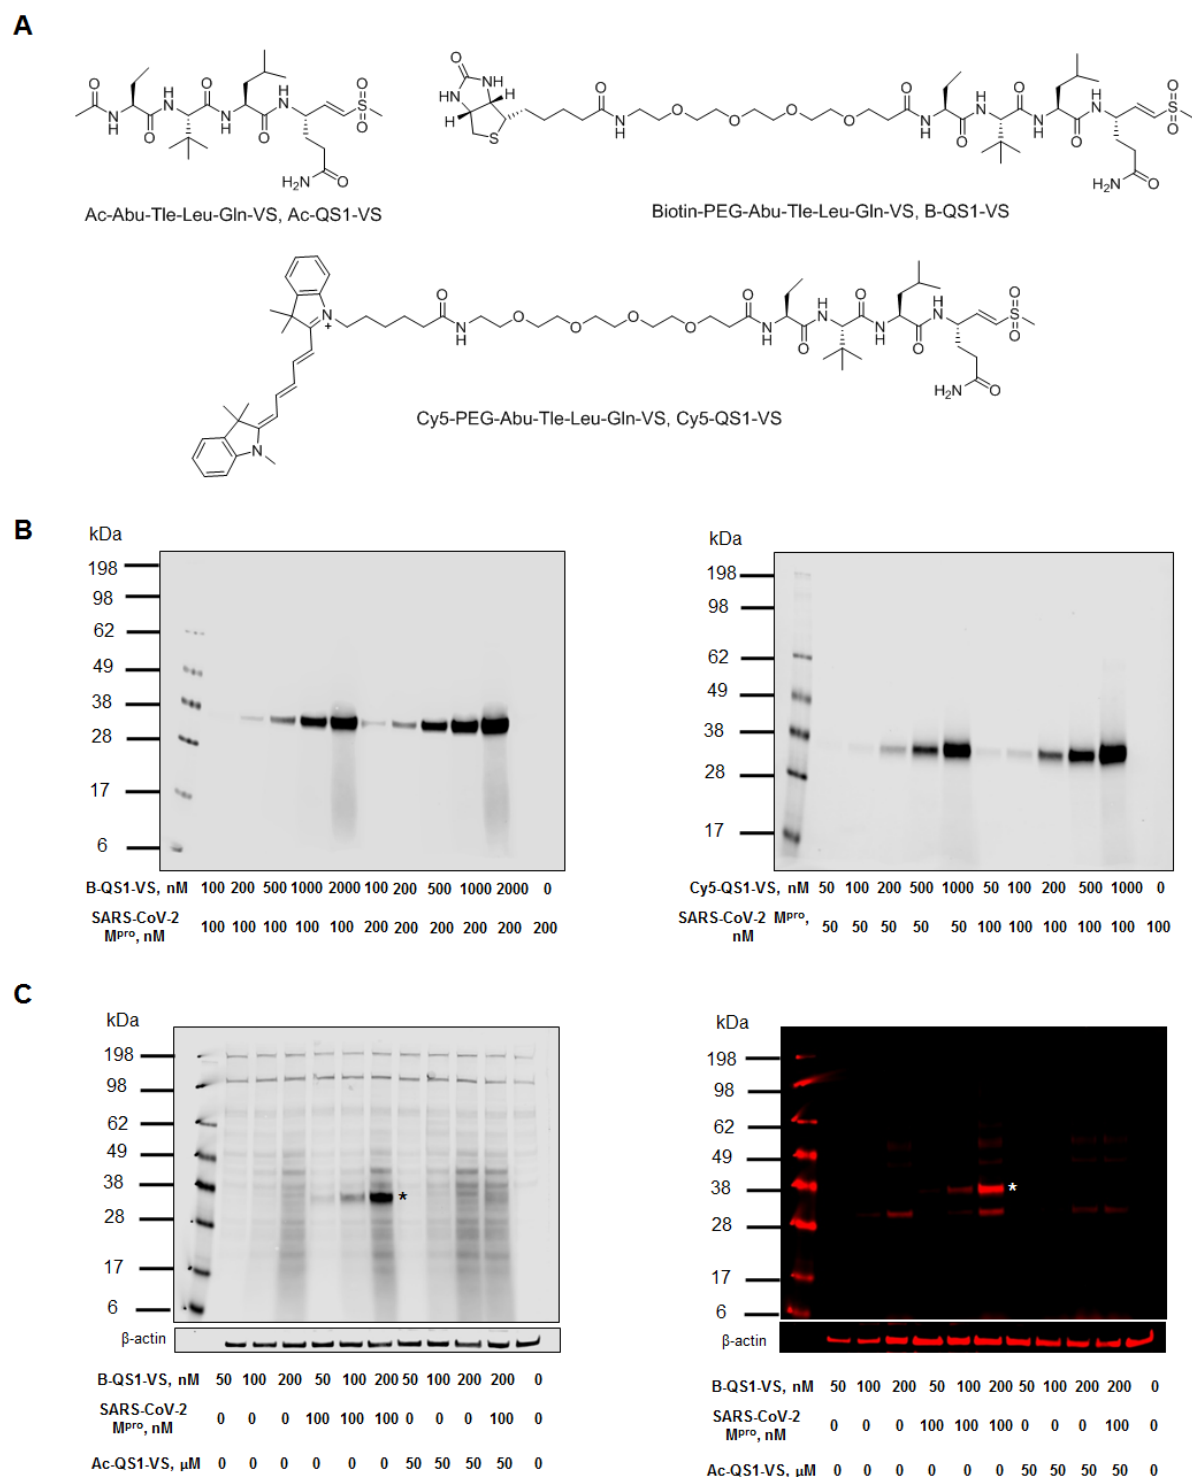 A
O
N
H
O
H
N
O
N
H
O
H
N
O
S
O
H₂N
O
Ac-Abu-Tle-Leu-Gln-VS, Ac-QS1-VS
O
HN
NH
H
H
S
O
N
H
O
O
O
O
O
N
H
O
H
N
O
N
H
O
H
N
O
S
O
H₂N
O
Biotin-PEG-Abu-Tle-Leu-Gln-VS, B-QS1-VS
N
+
N
O
N
H
O
O
O
O
O
N
H
O
H
N
O
N
H
O
H
N
O
S
O
H₂N
O
Cy5-PEG-Abu-Tle-Leu-Gln-VS, Cy5-QS1-VS
B
kDa
198
98
62
49
38
28
17
6
B-QS1-VS, nM 100 200 500 1000 2000 100 200 500 1000 2000 0
SARS-CoV-2
Mpro, nM 100 100 100 100 100 200 200 200 200 200 200
kDa
198
98
62
49
38
28
17
Cy5-QS1-VS, nM 50 100 200 500 1000 50 100 200 500 1000 0
SARS-CoV-2 Mpro,
nM 50 50 50 50 50 100 100 100 100 100 100
C
kDa
198
98
62
49
38
28
17
6
*
β-actin
B-QS1-VS, nM 50 100 200 50 100 200 50 100 200 200 0
SARS-CoV-2
Mpro, nM 0 0 0 100 100 100 0 0 0 100 0
Ac-QS1-VS, μM 0 0 0 0 0 0 50 50 50 50 0
kDa
198
98
62
49
38
28
17
6
*
β-actin
B-QS1-VS, nM 50 100 200 50 100 200 50 100 200 200 0
SARS-CoV-2
Mpro, nM 0 0 0 100 100 100 0 0 0 100 0
Ac-QS1-VS, μM 0 0 0 0 0 0 50 50 50 50 0